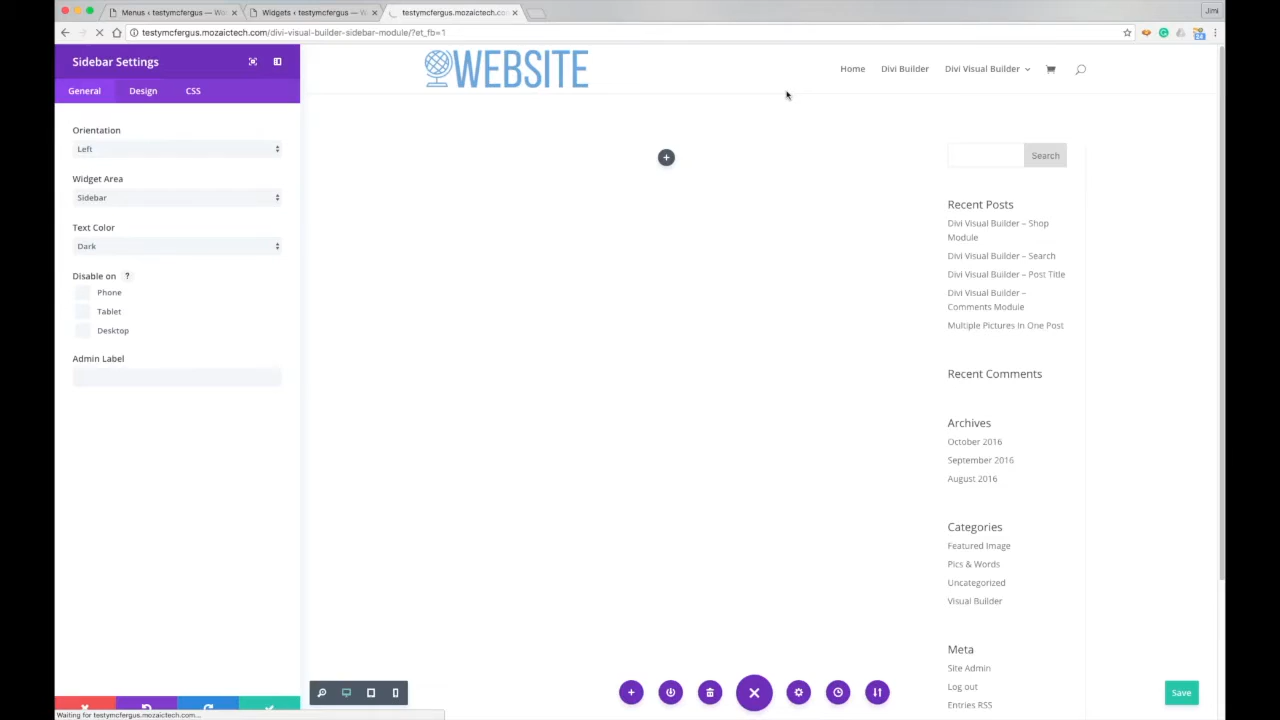 Menus ‹ testymcfergus — Wo
Widgets ‹ testymcfergus — W
testymcfergus.mozaictech.co
Jimi
testymcfergus.mozaictech.com/divi-visual-builder-sidebar-module/?et_fb=1
Sidebar Settings
General
Design
CSS
Orientation
Left
Widget Area
Sidebar
Text Color
Dark
Disable on ?
Phone
Tablet
Desktop
Admin Label
WEBSITE
Home
Divi Builder
Divi Visual Builder
Search
Recent Posts
Divi Visual Builder – Shop
Module
Divi Visual Builder – Search
Divi Visual Builder – Post Title
Divi Visual Builder –
Comments Module
Multiple Pictures In One Post
Recent Comments
Archives
October 2016
September 2016
August 2016
Categories
Featured Image
Pics & Words
Uncategorized
Visual Builder
Meta
Site Admin
Log out
Entries RSS
Save
Waiting for testymcfergus.mozaictech.com...